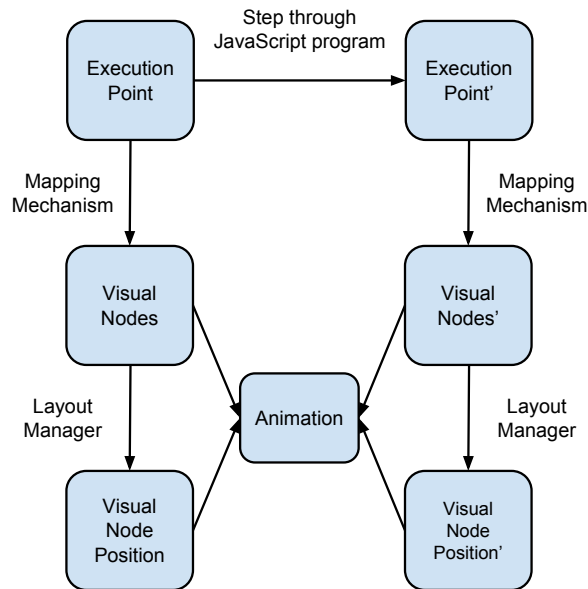 Step through
JavaScript program
Execution
Point
Execution
Point’
Mapping
Mechanism
Mapping
Mechanism
Visual
Nodes
Visual
Nodes’
Animation
Layout
Manager
Layout
Manager
Visual
Node
Position
Visual
Node
Position’